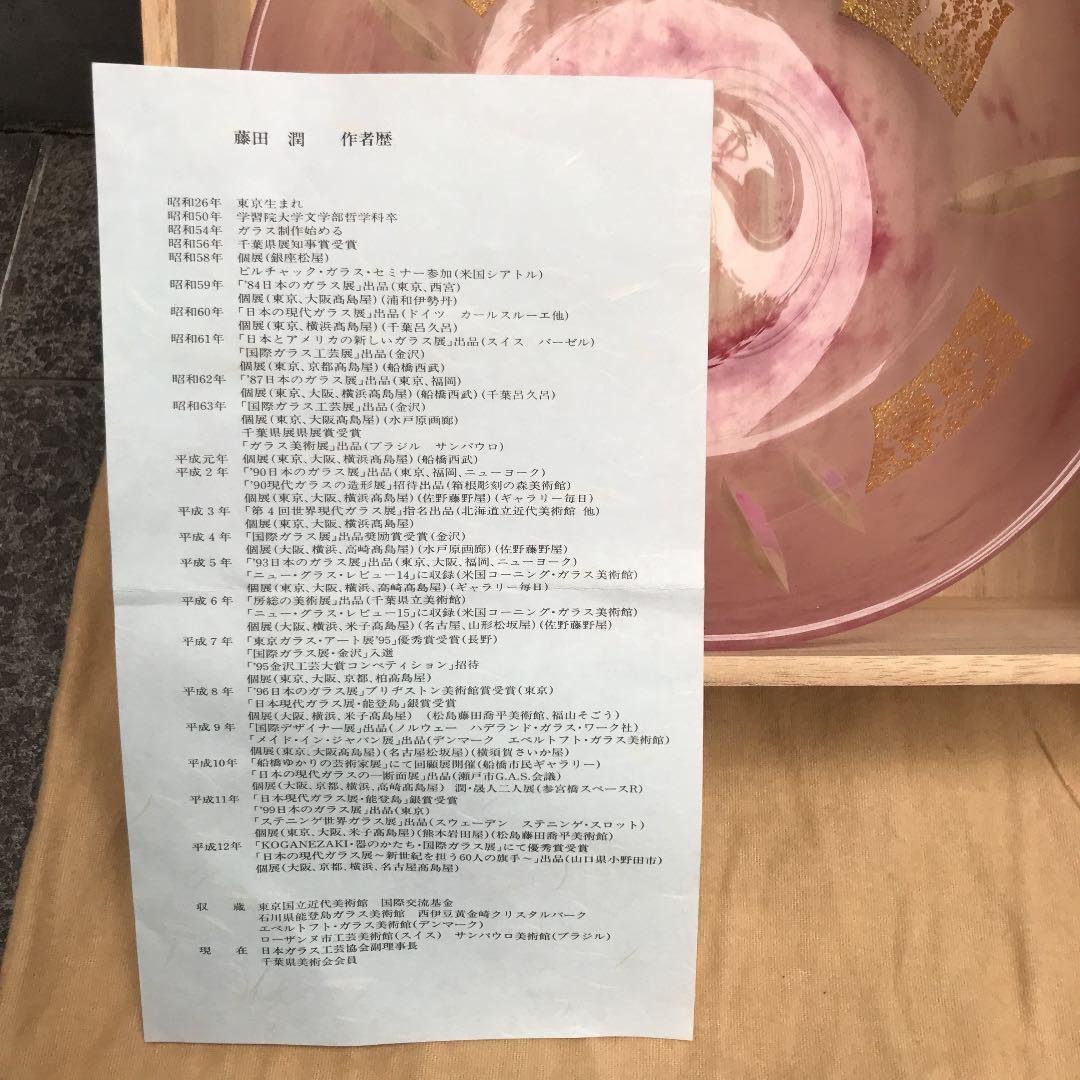 藤田 潤 作者歴
昭和26年 東京生まれ
昭和50年 学習院大学文学部哲学科卒
昭和54年 ガラス制作始める
昭和56年 千葉県展知事賞受賞
昭和58年 個展(銀座松屋)
ピルチャック・ガラス・セミナー参加(米国シアトル)
昭和59年 「'84日本のガラス展」出品(東京、西宮)
個展(東京、大阪髙島屋)(浦和伊勢丹)
昭和60年 「日本の現代ガラス展」出品(ドイツ カールスルーエ他)
個展(東京、横浜髙島屋)(千葉呂久呂)
昭和61年 「日本とアメリカの新しいガラス展」出品(スイス バーゼル)
「国際ガラス工芸展」出品(金沢)
個展(東京、京都髙島屋)(船橋西武)
昭和62年 「'87日本のガラス展」出品(東京、福岡)
個展(東京、大阪、横浜髙島屋)(船橋西武)(千葉呂久呂)
昭和63年 「国際ガラス工芸展」出品(金沢)
個展(東京、大阪髙島屋)(水戸原画廊)
千葉県展県展賞受賞
「ガラス美術展」出品(ブラジル サンパウロ)
平成元年 個展(東京、大阪、横浜髙島屋)(船橋西武)
平成2年 「'90日本のガラス展」出品(東京、福岡、ニューヨーク)
「'90現代ガラスの造形展」招待出品(箱根彫刻の森美術館)
個展(東京、大阪、横浜髙島屋)(佐野藤野屋)(ギャラリー毎日)
平成3年 「第4回世界現代ガラス展」指名出品(北海道立近代美術館 他)
個展(東京、大阪、横浜髙島屋)
平成4年 「国際ガラス展」出品奨励賞受賞(金沢)
個展(大阪、横浜、高崎髙島屋)(水戸原画廊)(佐野藤野屋)
平成5年 「'93日本のガラス展」出品(東京、大阪、福岡、ニューヨーク)
「ニュー・グラス・レビュー14」に収録(米国コーニング・ガラス美術館)
個展(東京、大阪、横浜、高崎髙島屋)(ギャラリー毎日)
平成6年 「房総の美術展」出品(千葉県立美術館)
「ニュー・グラス・レビュー15」に収録(米国コーニング・ガラス美術館)
個展(大阪、横浜、米子髙島屋)(名古屋、山形松坂屋)(佐野藤野屋)
平成7年 「東京ガラス・アート展'95」優秀賞受賞(長野)
「国際ガラス展・金沢」入選
「'95金沢工芸大賞コンペティション」招待
個展(東京、大阪、京都、柏髙島屋)
平成8年 「'96日本のガラス展」ブリヂストン美術館賞受賞(東京)
「日本現代ガラス展・能登島」銀賞受賞
個展(大阪、横浜、米子髙島屋) (松島藤田喬平美術館、福山そごう)
平成9年 「国際デザイナー展」出品(ノルウェー ハデランド・ガラス・ワーク社)
「メイド・イン・ジャパン展」出品(デンマーク エベルトフト・ガラス美術館)
個展(東京、大阪髙島屋)(名古屋松坂屋)(横須賀さいか屋)
平成10年 「船橋ゆかりの芸術家展」にて回顧展開催(船橋市民ギャラリー)
「日本の現代ガラスの一断面展」出品(瀬戸市G.A.S.会議)
個展(大阪、京都、横浜、高崎髙島屋) 潤・晟人二人展(参宮橋スペースR)
平成11年 「日本現代ガラス展・能登島」銀賞受賞
「'99日本のガラス展」出品(東京)
「ステニンゲ世界ガラス展」出品(スウェーデン ステニンゲ・スロット)
個展(東京、大阪、米子髙島屋)(熊本岩田屋)(松島藤田喬平美術館)
平成12年 「KOGANEZAKI・器のかたち・国際ガラス展」にて優秀賞受賞
「日本の現代ガラス展～新世紀を担う60人の旗手～」出品(山口県小野田市)
個展(大阪、京都、横浜、名古屋髙島屋)
収 蔵 東京国立近代美術館 国際交流基金
石川県能登島ガラス美術館 西伊豆黄金崎クリスタルパーク
エベルトフト・ガラス美術館(デンマーク)
ローザンヌ市工芸美術館(スイス) サンパウロ美術館(ブラジル)
現 在 日本ガラス工芸協会副理事長
千葉県美術会会員